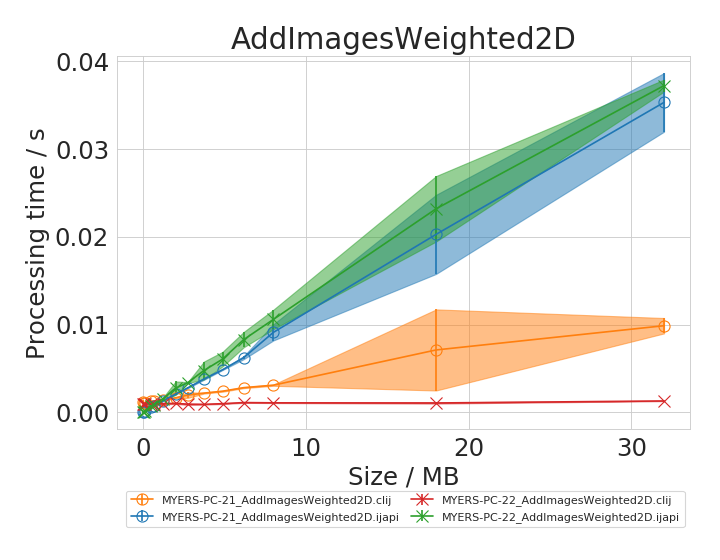 AddImagesWeighted2D
0.04
0.03
0.02
0.01
0.00
Processing time / s
0 10 20 30
Size / MB
MYERS-PC-21_AddImagesWeighted2D.clij MYERS-PC-22_AddImagesWeighted2D.clij
MYERS-PC-21_AddImagesWeighted2D.ijapi MYERS-PC-22_AddImagesWeighted2D.ijapi